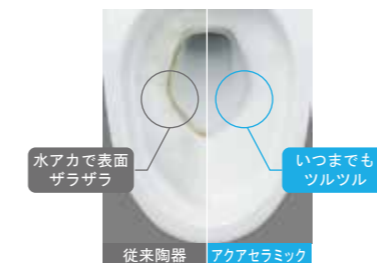 水アカで表面
ザラザラ
いつまでも
ツルツル
従来陶器
アクアセラミック